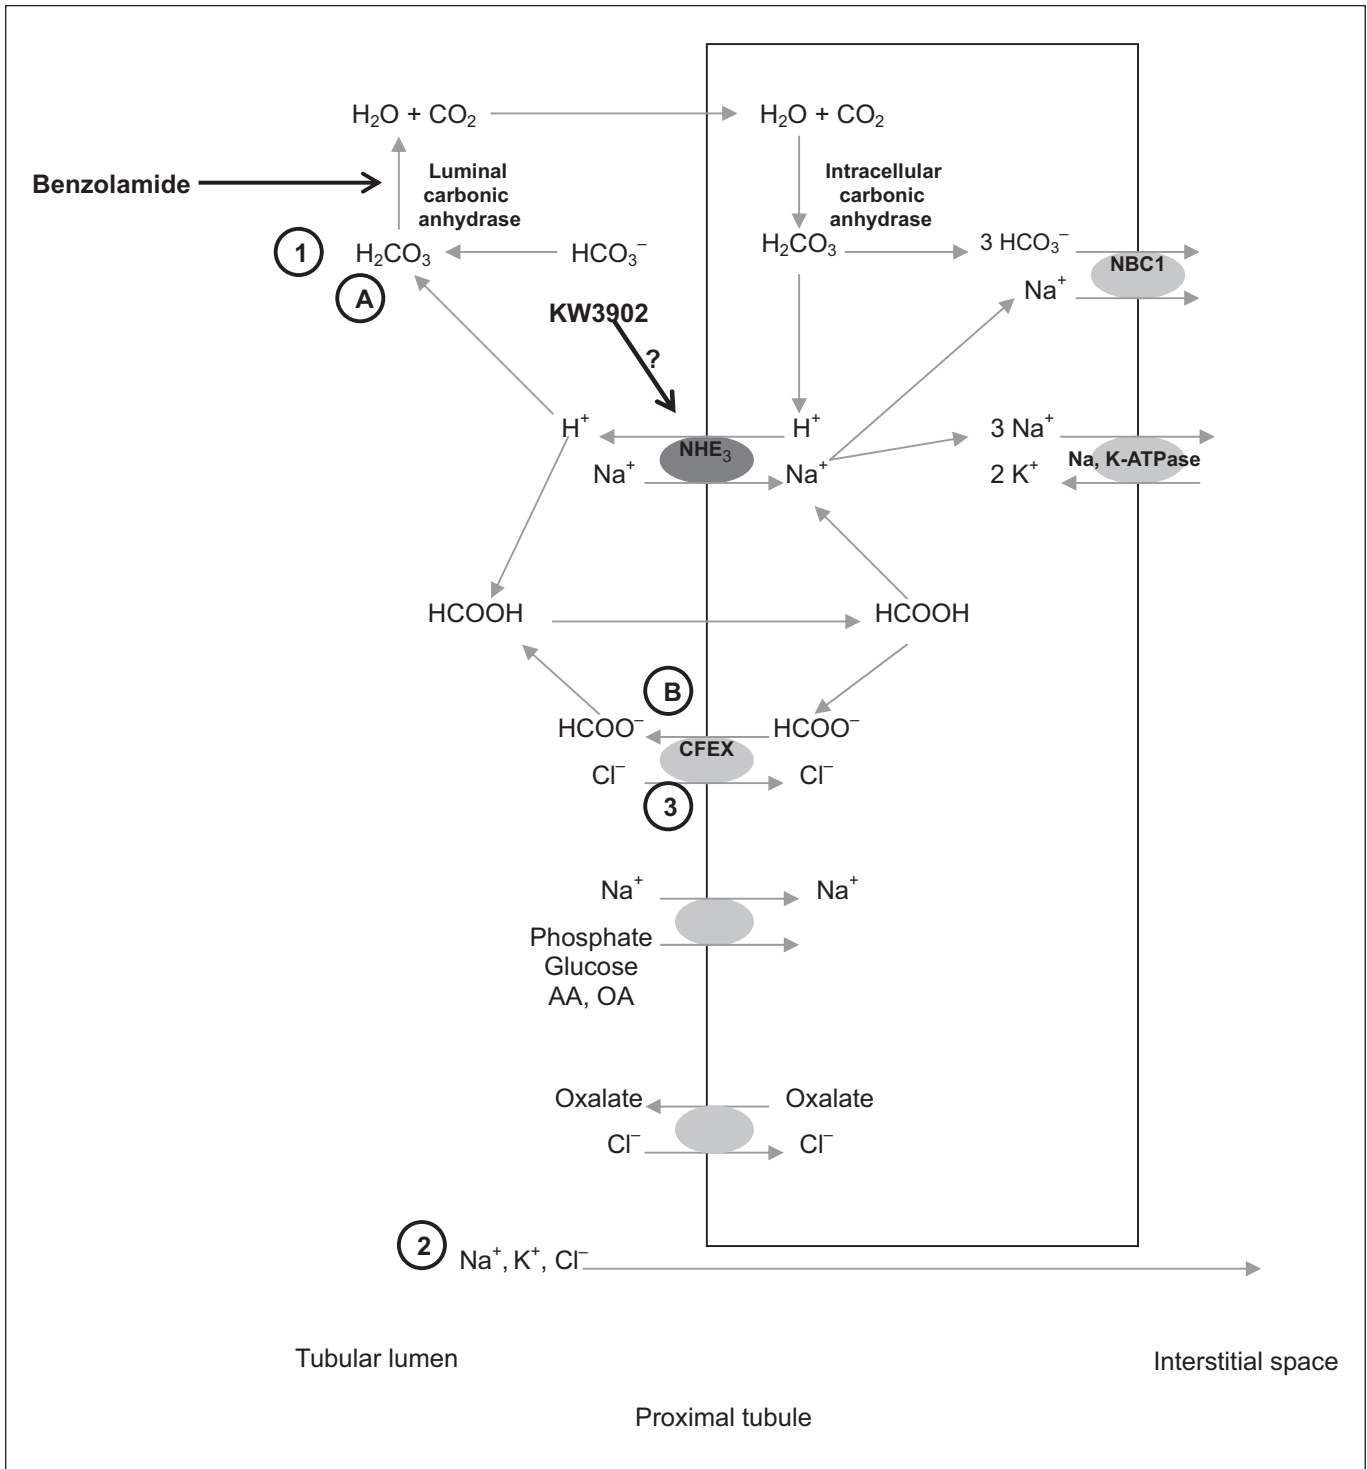 H₂O + CO₂
H₂O + CO₂
Benzolamide
Luminal
carbonic
anhydrase
Intracellular
carbonic
anhydrase
1
H₂CO₃
HCO₃⁻
H₂CO₃
3 HCO₃⁻
NBC1
A
Na⁺
KW3902
?
H⁺
H⁺
3 Na⁺
NHE₃
Na, K-ATPase
Na⁺
Na⁺
2 K⁺
HCOOH
HCOOH
B
HCOO⁻
HCOO⁻
CFEX
Cl⁻
Cl⁻
3
Na⁺
Na⁺
Phosphate
Glucose
AA, OA
Oxalate
Oxalate
Cl⁻
Cl⁻
2
Na⁺, K⁺, Cl⁻
Tubular lumen
Interstitial space
Proximal tubule